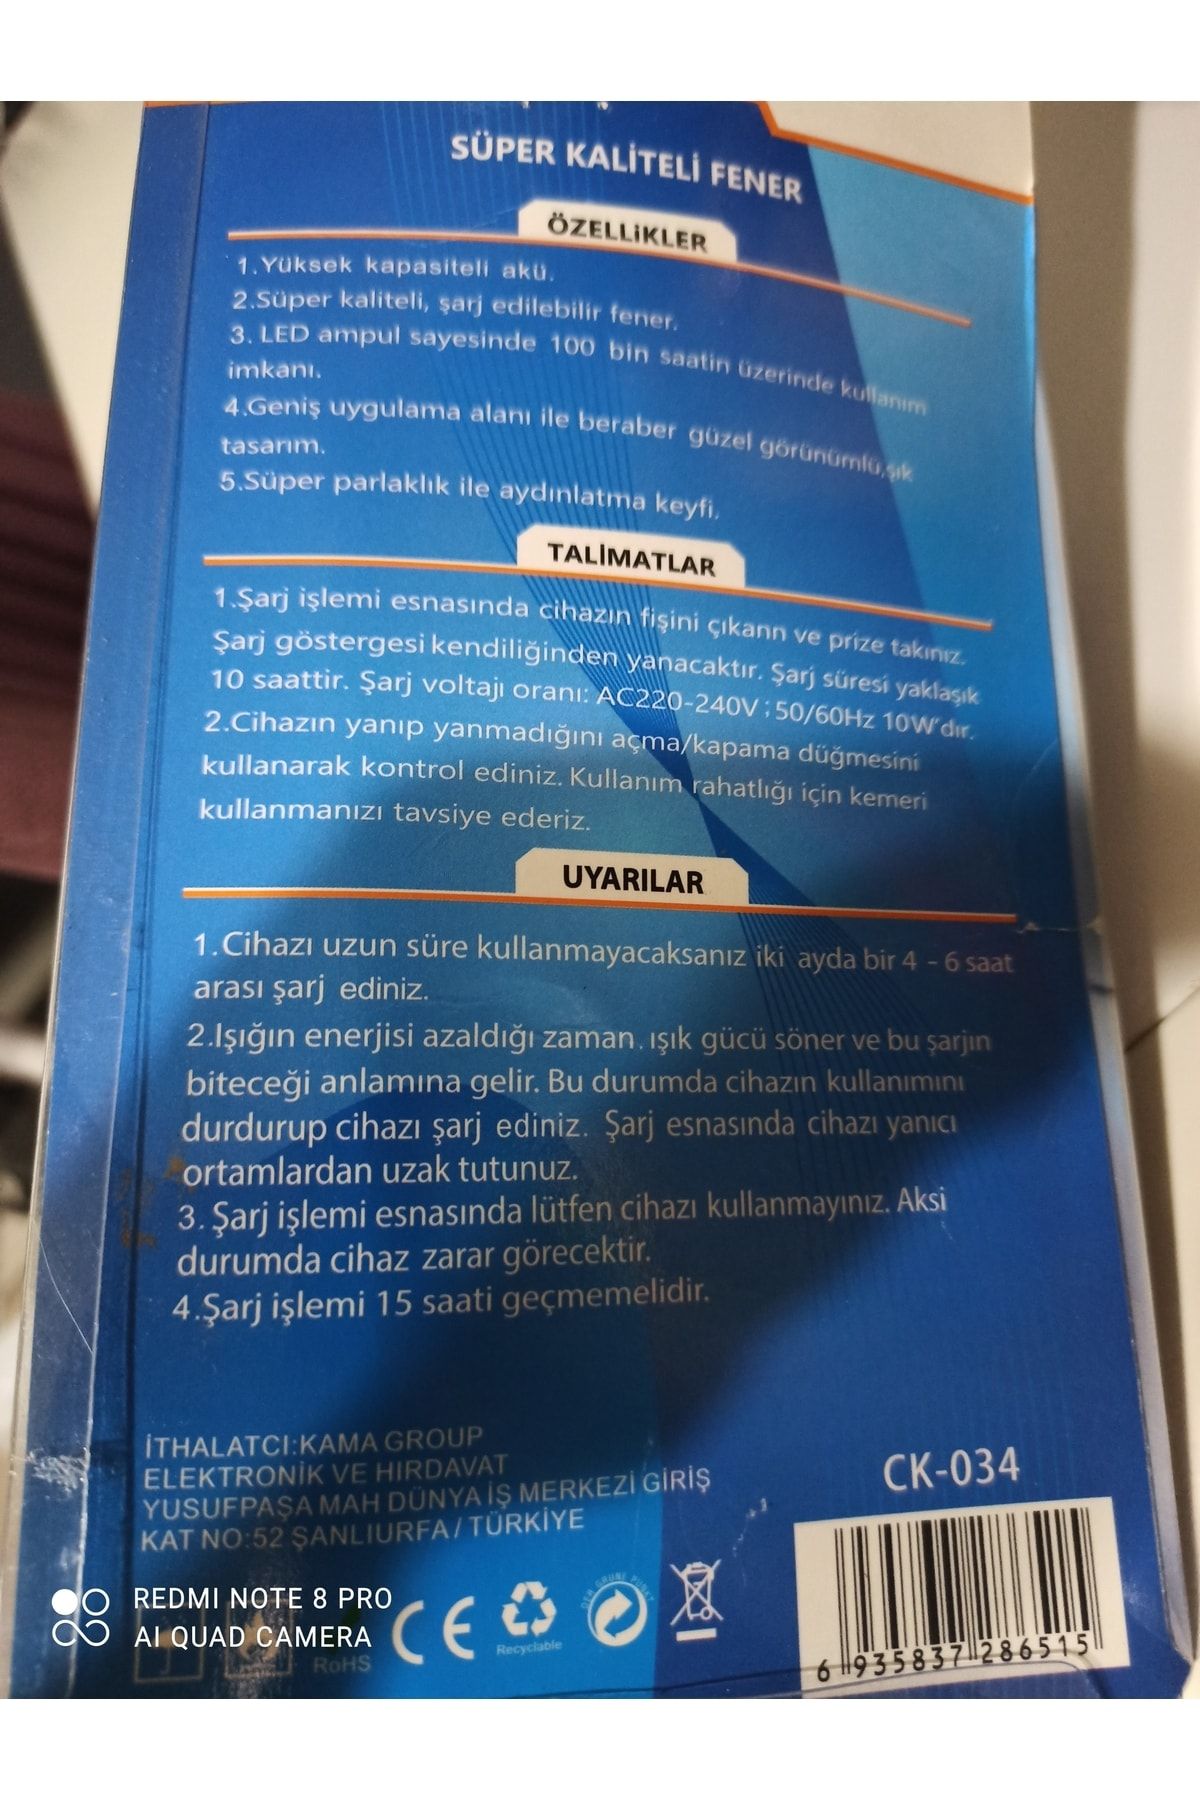 SÜPER KALİTELİ FENER
ÖZELLİKLER
1.Yüksek kapasiteli akü.
2.Süper kaliteli, şarj edilebilir fener.
3. LED ampul sayesinde 100 bin saatin üzerinde kullanım
imkanı.
4.Geniş uygulama alanı ile beraber güzel görünümlü,şık
tasarım.
5.Süper parlaklık ile aydınlatma keyfi.
TALİMATLAR
1.Şarj işlemi esnasında cihazın fişini çıkann ve prize takınız.
Şarj göstergesi kendiliğinden yanacaktır. Şarj süresi yaklaşık
10 saattir. Şarj voltajı oranı: AC220-240V ; 50/60Hz 10W'dır.
2.Cihazın yanıp yanmadığını açma/kapama düğmesini
kullanarak kontrol ediniz. Kullanım rahatlığı için kemeri
kullanmanızı tavsiye ederiz.
UYARILAR
1.Cihazı uzun süre kullanmayacaksanız iki ayda bir 4 - 6 saat
arası şarj ediniz.
2.Işığın enerjisi azaldığı zaman. ışık gücü söner ve bu şarjın
biteceği anlamına gelir. Bu durumda cihazın kullanımını
durdurup cihazı şarj ediniz. Şarj esnasında cihazı yanıcı
ortamlardan uzak tutunuz.
3. Şarj işlemi esnasında lütfen cihazı kullanmayınız. Aksi
durumda cihaz zarar görecektir.
4.Şarj işlemi 15 saati geçmemelidir.
İTHALATCI:KAMA GROUP
ELEKTRONİK VE HIRDAVAT
YUSUFPAŞA MAH DÜNYA İŞ MERKEZİ GİRİŞ
KAT NO:52 ŞANLIURFA / TÜRKİYE
CK-034
REDMI NOTE 8 PRO
AI QUAD CAMERA
RoHS
CE
Recyclable
DER GRÜNE PUNKT
6 935837 286515